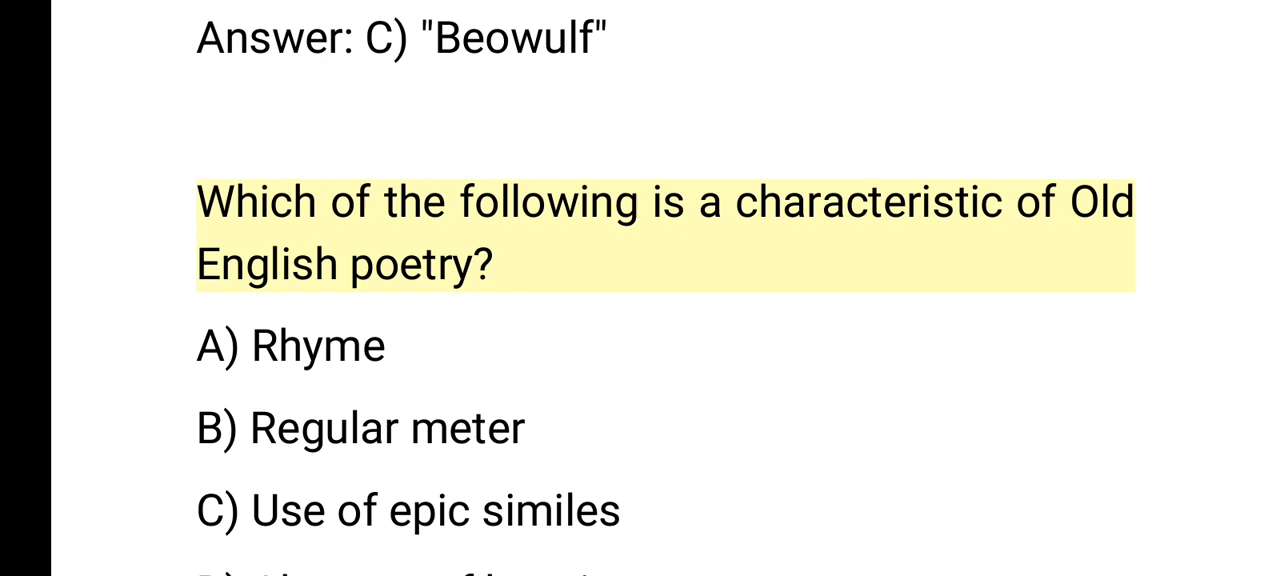 Answer: C) "Beowulf"
Which of the following is a characteristic of Old
English poetry?
A) Rhyme
B) Regular meter
C) Use of epic similes